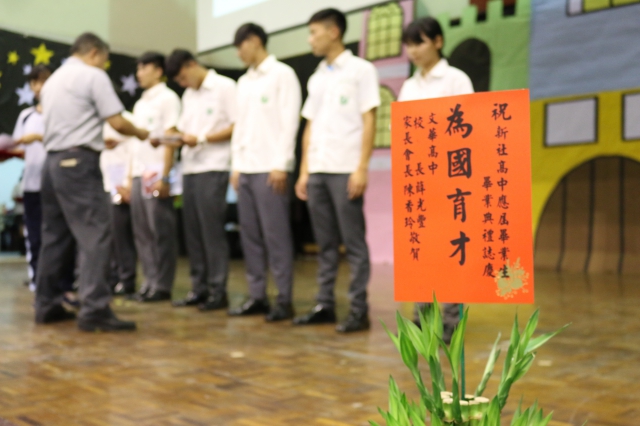 祝新社高中應屆畢業生
畢業典禮誌慶
為國育才
文華高中
校長薛光豐
家長會長陳香玲敬賀